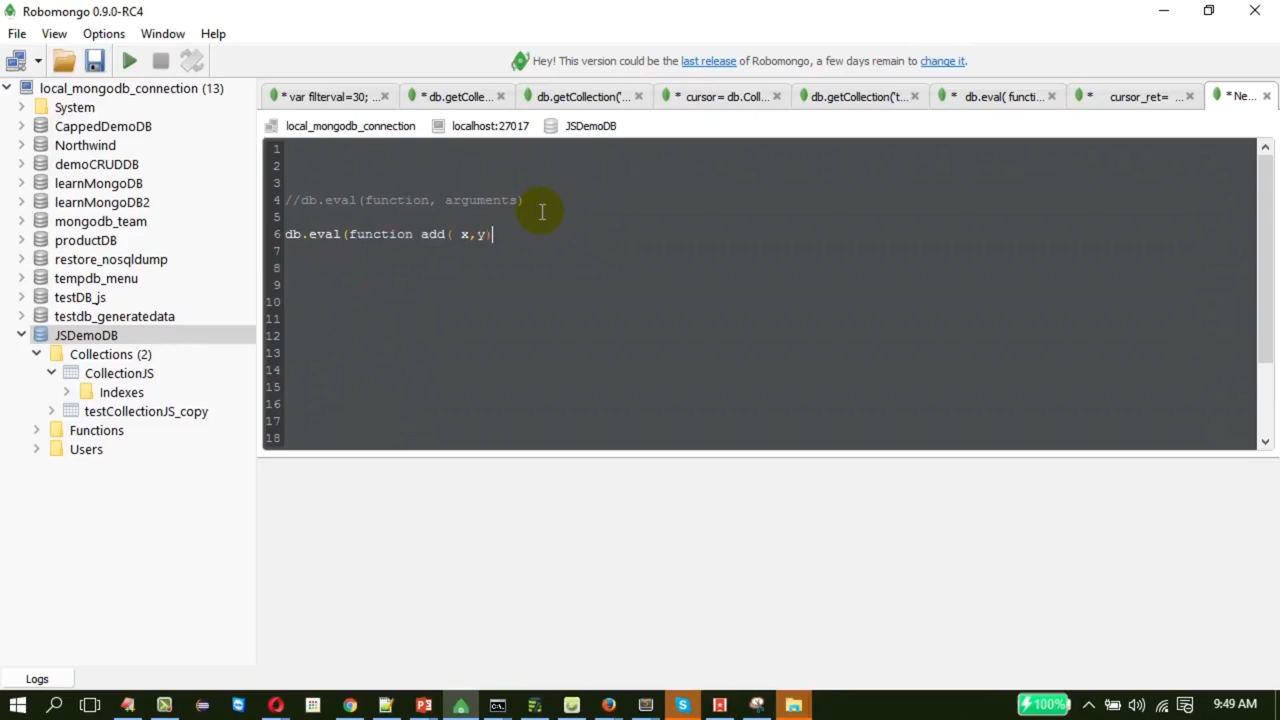 Robomongo 0.9.0-RC4
File View Options Window Help
Hey! This version could be the last release of Robomongo, a few days remain to change it.
local_mongodb_connection (13)
System
CappedDemoDB
Northwind
demoCRUDDB
learnMongoDB
learnMongoDB2
mongodb_team
productDB
restore_nosqldump
tempdb_menu
testDB_js
testdb_generatedata
JSDemoDB
Collections (2)
CollectionJS
Indexes
testCollectionJS_copy
Functions
Users
* var filterval=30; ... * db.getColle... db.getCollection('... * cursor= db.Coll... db.getCollection('t... * db.eval( functi... * cursor_ret= ... * Ne...
local_mongodb_connection localhost:27017 JSDemoDB
1
2
3
4 //db.eval(function, arguments)
5
6 db.eval(function add( x,y)
7
8
9
10
11
12
13
14
15
16
17
18
Logs
100% 9:49 AM